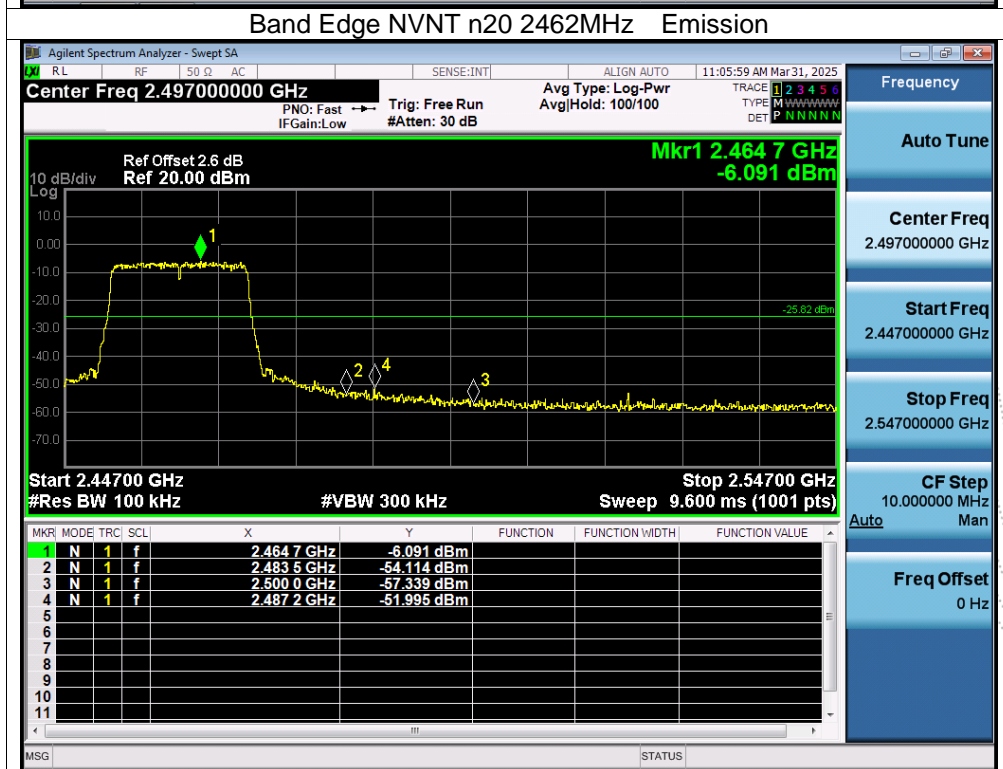 Band Edge NVNT n20 2462MHz Emission
Agilent Spectrum Analyzer - Swept SA
LXI RL RF 50 Ω AC SENSE:INT ALIGN AUTO 11:05:59 AM Mar 31, 2025
Center Freq 2.497000000 GHz
PNO: Fast
IFGain:Low
Trig: Free Run
#Atten: 30 dB
Avg Type: Log-Pwr
Avg|Hold: 100/100
TRACE 1 2 3 4 5 6
TYPE M WWWWW
DET P N N N N N
Mkr1 2.464 7 GHz
-6.091 dBm
Ref Offset 2.6 dB
10 dB/div Ref 20.00 dBm
Log
10.0
0.00
-10.0
-20.0
-30.0
-40.0
-50.0
-60.0
-70.0
1
2
4
3
-25.82 dBm
Start 2.44700 GHz Stop 2.54700 GHz
#Res BW 100 kHz #VBW 300 kHz Sweep 9.600 ms (1001 pts)
MKR MODE TRC SCL X Y FUNCTION FUNCTION WIDTH FUNCTION VALUE
1 N 1 f 2.464 7 GHz -6.091 dBm
2 N 1 f 2.483 5 GHz -54.114 dBm
3 N 1 f 2.500 0 GHz -57.339 dBm
4 N 1 f 2.487 2 GHz -51.995 dBm
5
6
7
8
9
10
11
MSG STATUS
Frequency
Auto Tune
Center Freq
2.497000000 GHz
Start Freq
2.447000000 GHz
Stop Freq
2.547000000 GHz
CF Step
10.000000 MHz
Auto Man
Freq Offset
0 Hz